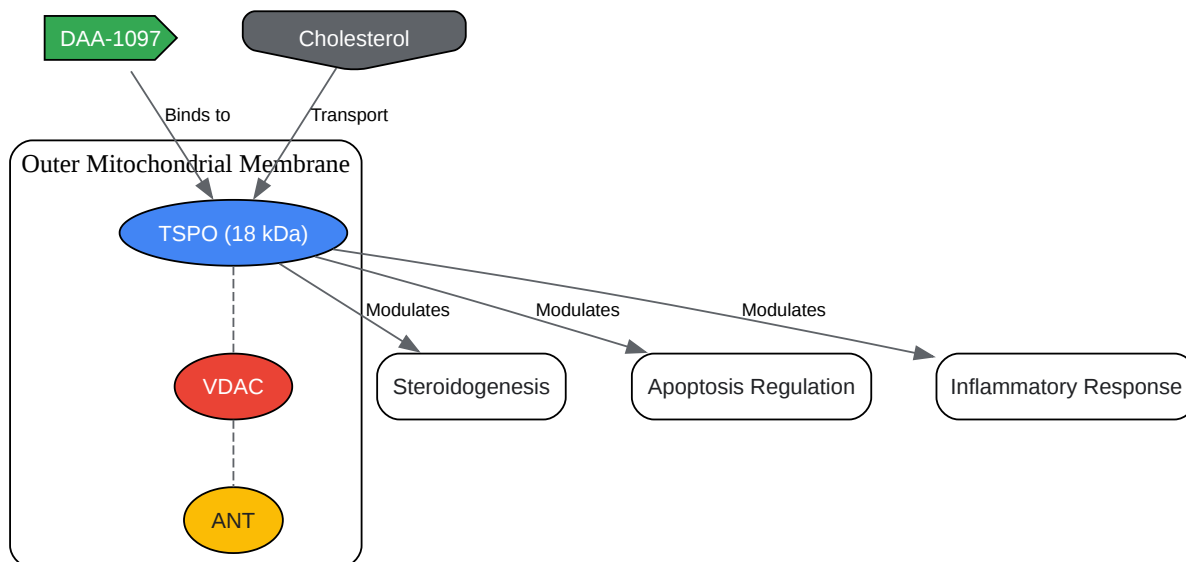 DAA-1097
Cholesterol
Binds to
Transport
Outer Mitochondrial Membrane
TSPO (18 kDa)
Modulates
Modulates
Modulates
VDAC
Steroidogenesis
Apoptosis Regulation
Inflammatory Response
ANT